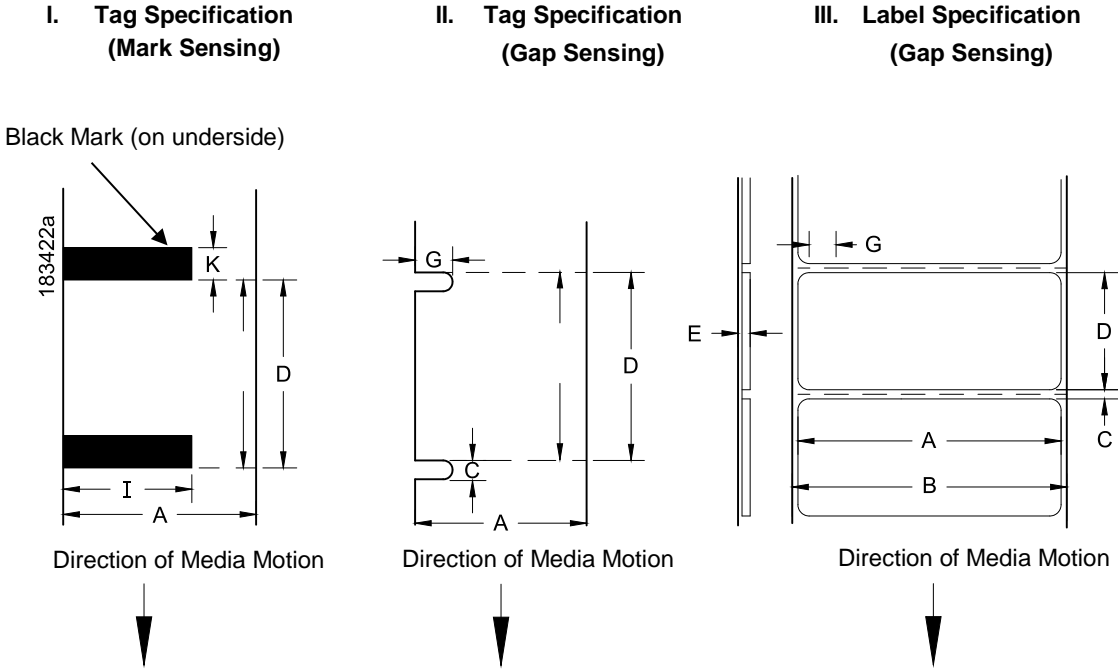 I. Tag Specification
(Mark Sensing)
II. Tag Specification
(Gap Sensing)
III. Label Specification
(Gap Sensing)
Black Mark (on underside)
183422a
K
D
I
A
Direction of Media Motion
G
D
C
A
Direction of Media Motion
G
E
D
C
A
B
Direction of Media Motion